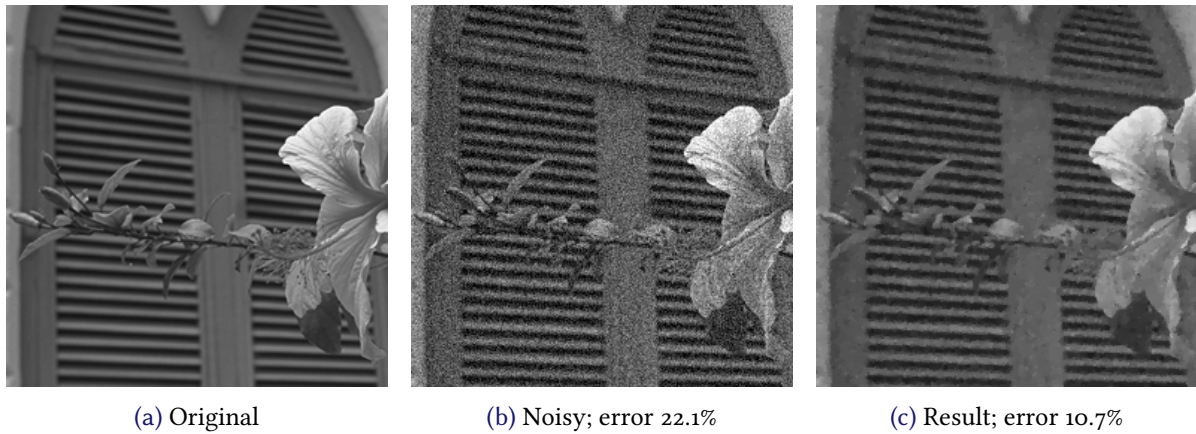 (a) Original
(b) Noisy; error 22.1%
(c) Result; error 10.7%